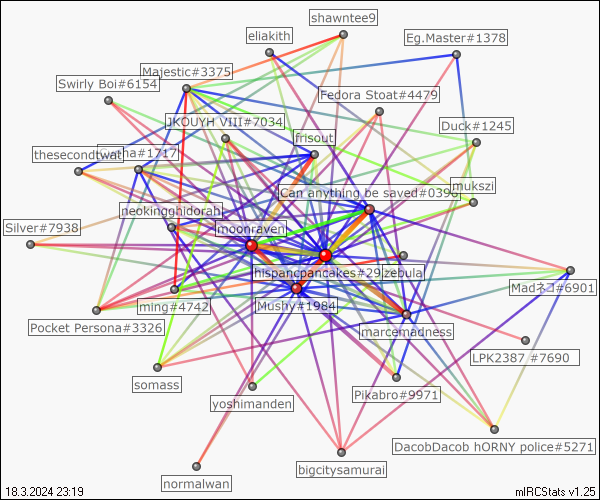 shawntee9
eliakith
Eg.Master#1378
Majestic#3375
Swirly Boi#6154
Fedora Stoat#4479
JKOUYH VIII#7034
Duck#1245
frisout
thesecondtwat
#1717
Can anything be saved#0398
mukszi
neokingghidorah
Silver#7938
moonraven
hispancpancakes#29
zebula
Madネコ#6901
ming#4742
Mushy#1984
Pocket Persona#3326
marcemadness
LPK2387 #7690
somass
Pikabro#9971
yoshimanden
DacobDacob hORNY police#5271
bigcitysamurai
normalwan
18.3.2024 23:19
mIRCStats v1.25